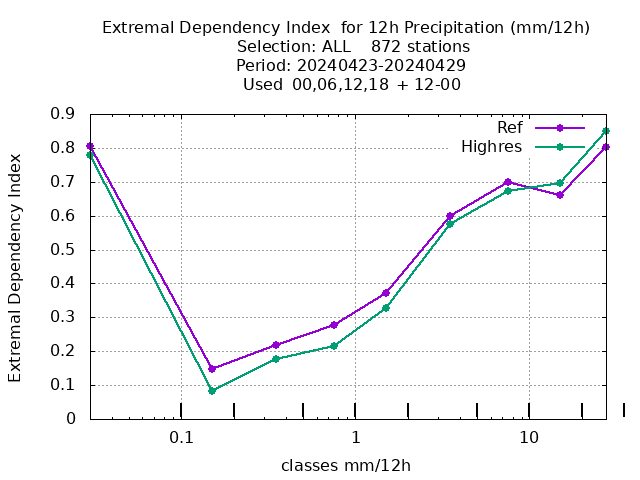 Extremal Dependency Index  for 12h Precipitation (mm/12h)
Selection: ALL    872 stations
Period: 20240423-20240429
Used  00,06,12,18  + 12-00
Ref
Highres
Extremal Dependency Index
0.9
0.8
0.7
0.6
0.5
0.4
0.3
0.2
0.1
0
0.1
1
10
classes mm/12h